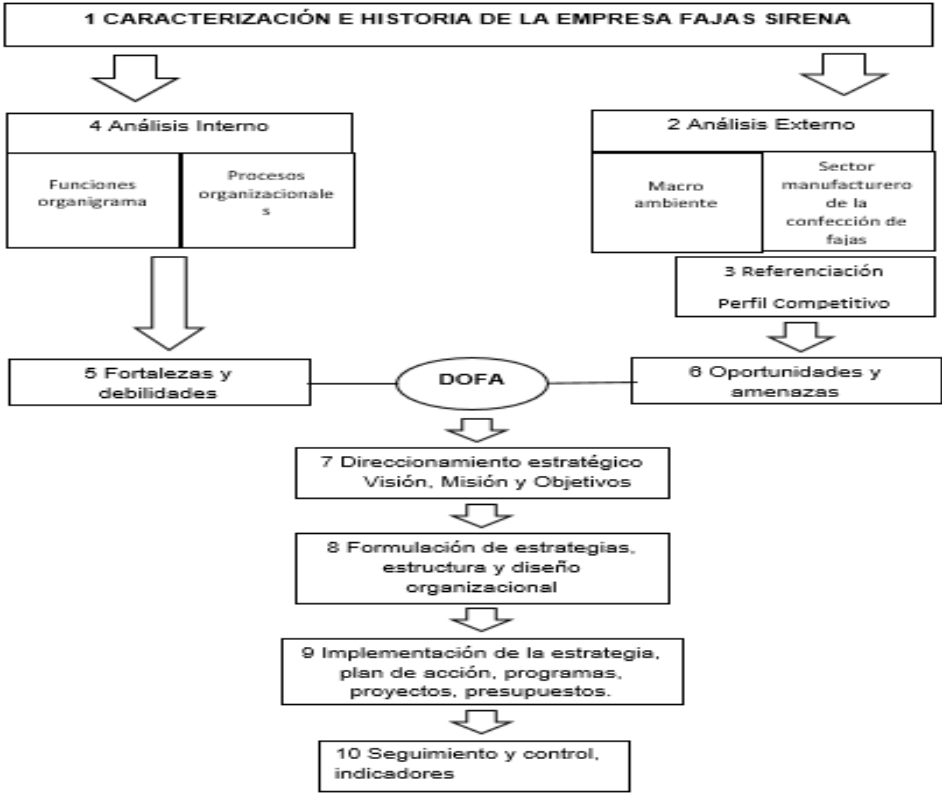 1 CARACTERIZACIÓN E HISTORIA DE LA EMPRESA FAJAS SIRENA
4 Análisis Interno
Funciones
organigrama
Procesos
organizacionale
s
2 Análisis Externo
Macro
ambiente
Sector
manufacturero
de la
confección de
fajas
3 Referenciación
Perfil Competitivo
5 Fortalezas y
debilidades
DOFA
6 Oportunidades y
amenazas
7 Direccionamiento estratégico
Visión, Misión y Objetivos
8 Formulación de estrategias,
estructura y diseño
organizacional
9 Implementación de la estrategia,
plan de acción, programas,
proyectos, presupuestos.
10 Seguimiento y control,
indicadores